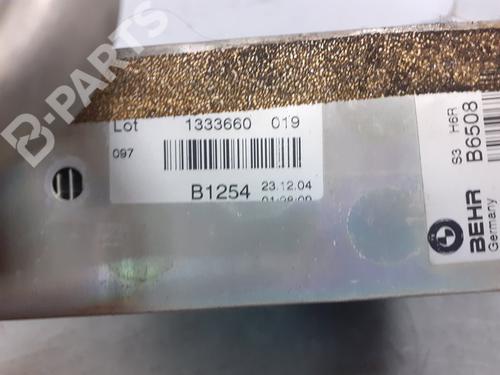 B-PARTS
Lot 1333660 019
097
B1254 23.12.04
S3 H6R
B6508
BEHR
Germany